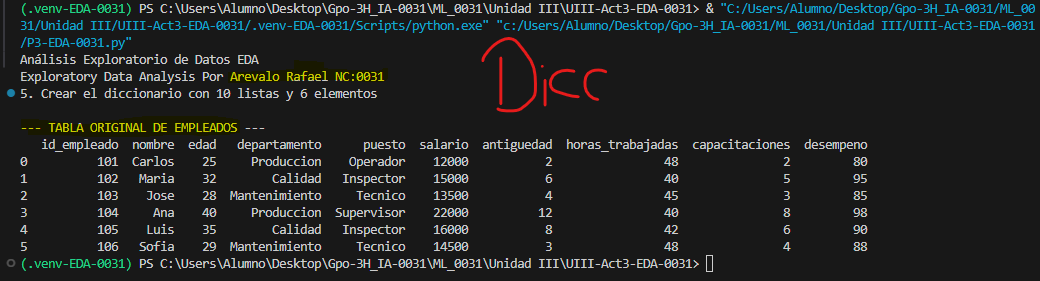 (.venv-EDA-0031) PS C:\Users\Alumno\Desktop\Gpo-3H_IA-0031\ML_0031\Unidad III\UIII-Act3-EDA-0031> & "C:/Users/Alumno/Desktop/Gpo-3H_IA-0031/ML_00
31/Unidad III/UIII-Act3-EDA-0031/.venv-EDA-0031/Scripts/python.exe" "c:/Users/Alumno/Desktop/Gpo-3H_IA-0031/ML_0031/Unidad III/UIII-Act3-EDA-0031
/P3-EDA-0031.py"
Análisis Exploratorio de Datos EDA
Exploratory Data Analysis Por Arevalo Rafael NC:0031
5. Crear el diccionario con 10 listas y 6 elementos
Dicc
--- TABLA ORIGINAL DE EMPLEADOS ---
id_empleado nombre edad departamento puesto salario antiguedad horas_trabajadas capacitaciones desempeno
0 101 Carlos 25 Produccion Operador 12000 2 48 2 80
1 102 Maria 32 Calidad Inspector 15000 6 40 5 95
2 103 Jose 28 Mantenimiento Tecnico 13500 4 45 3 85
3 104 Ana 40 Produccion Supervisor 22000 12 40 8 98
4 105 Luis 35 Calidad Inspector 16000 8 42 6 90
5 106 Sofia 29 Mantenimiento Tecnico 14500 3 48 4 88
(.venv-EDA-0031) PS C:\Users\Alumno\Desktop\Gpo-3H_IA-0031\ML_0031\Unidad III\UIII-Act3-EDA-0031>